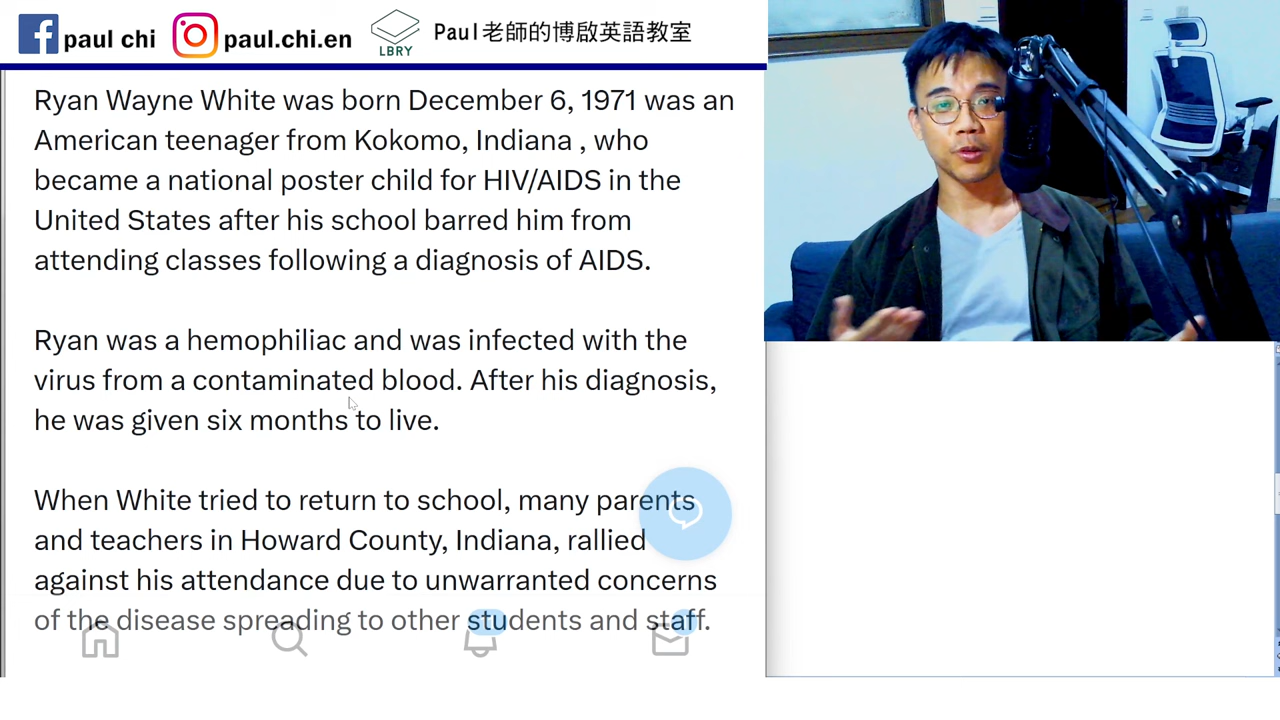 paul chi
paul.chi.en
LBRY
Paul老師的博啟英語教室
Ryan Wayne White was born December 6, 1971 was an
American teenager from Kokomo, Indiana , who
became a national poster child for HIV/AIDS in the
United States after his school barred him from
attending classes following a diagnosis of AIDS.
Ryan was a hemophiliac and was infected with the
virus from a contaminated blood. After his diagnosis,
he was given six months to live.
When White tried to return to school, many parents
and teachers in Howard County, Indiana, rallied
against his attendance due to unwarranted concerns
of the disease spreading to other students and staff.